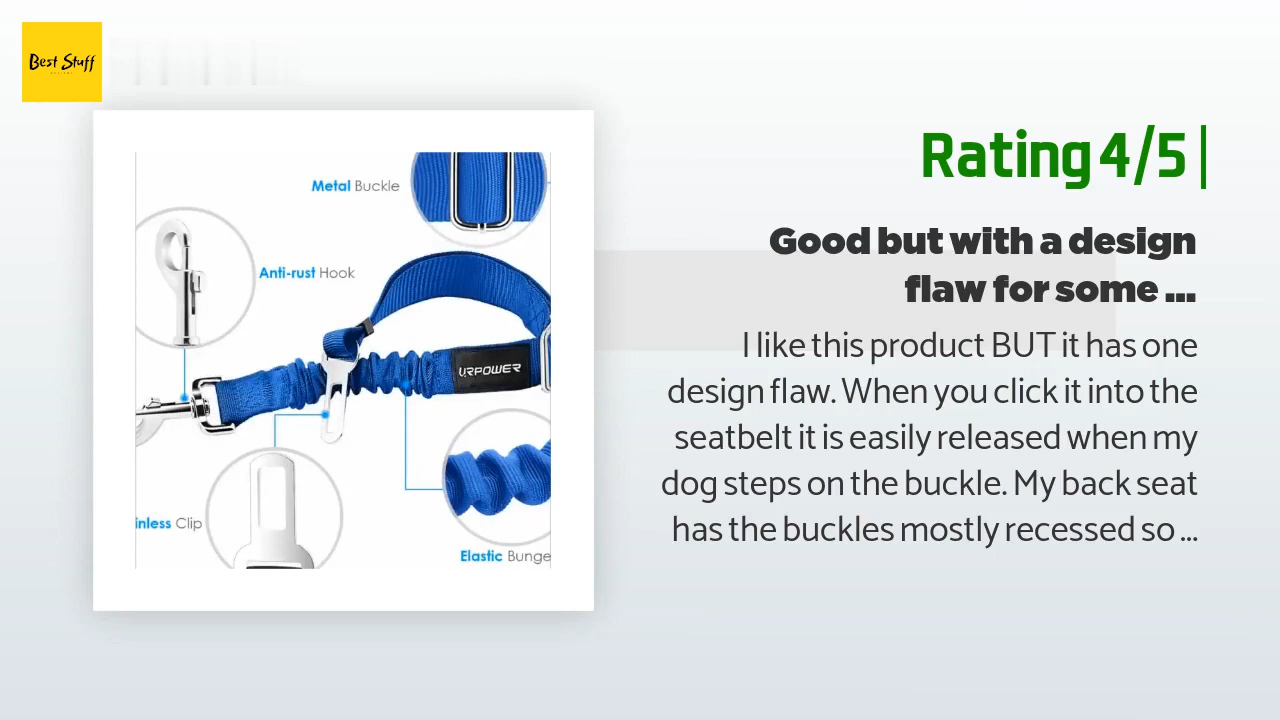 Best Stuff
Metal Buckle
Anti-rust Hook
URPOWER
inless Clip
Elastic Bunge
Rating 4/5
Good but with a design
flaw for some ...
I like this product BUT it has one
design flaw. When you click it into the
seatbelt it is easily released when my
dog steps on the buckle. My back seat
has the buckles mostly recessed so ...